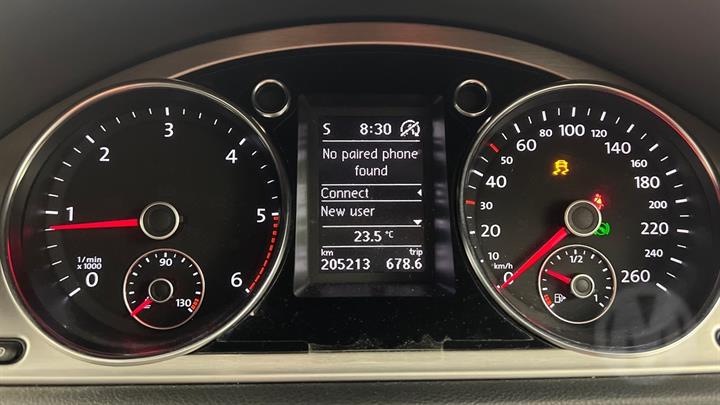 0
1
2
3
4
5
6
1/min
x 1000
90
130
S 8:30
No paired phone
found
Connect
New user
23.5 °C
km trip
205213 678.6
0
10
20
30
40
50
60
80
100
120
140
160
180
200
220
240
260
km/h
1/2
1
M